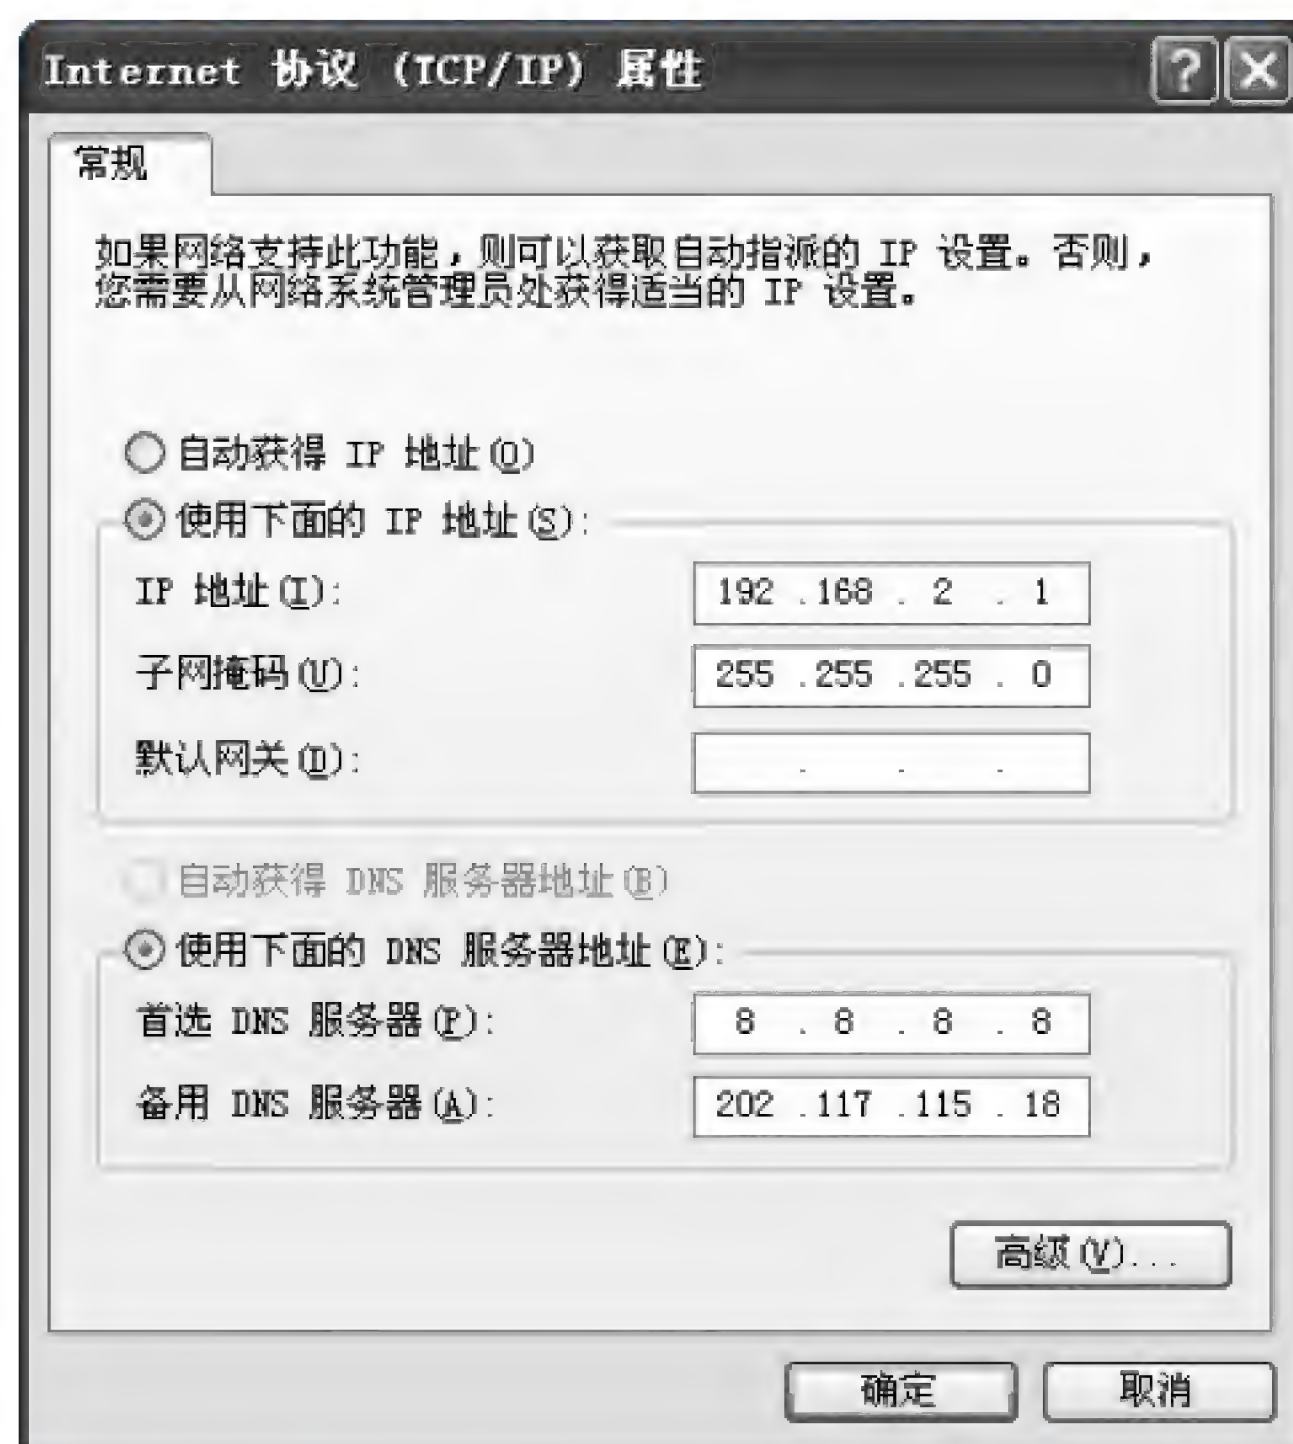 Internet 协议 (TCP/IP) 属性
常规
如果网络支持此功能，则可以获取自动指派的 IP 设置。否则，
您需要从网络系统管理员处获得适当的 IP 设置。
自动获得 IP 地址(O)
使用下面的 IP 地址(S):
IP 地址(I): 192 .168 . 2 . 1
子网掩码(U): 255 .255 .255 . 0
默认网关(D): . . .
自动获得 DNS 服务器地址(B)
使用下面的 DNS 服务器地址(E):
首选 DNS 服务器(P): 8 . 8 . 8 . 8
备用 DNS 服务器(A): 202 .117 .115 . 18
高级(V)...
确定 取消